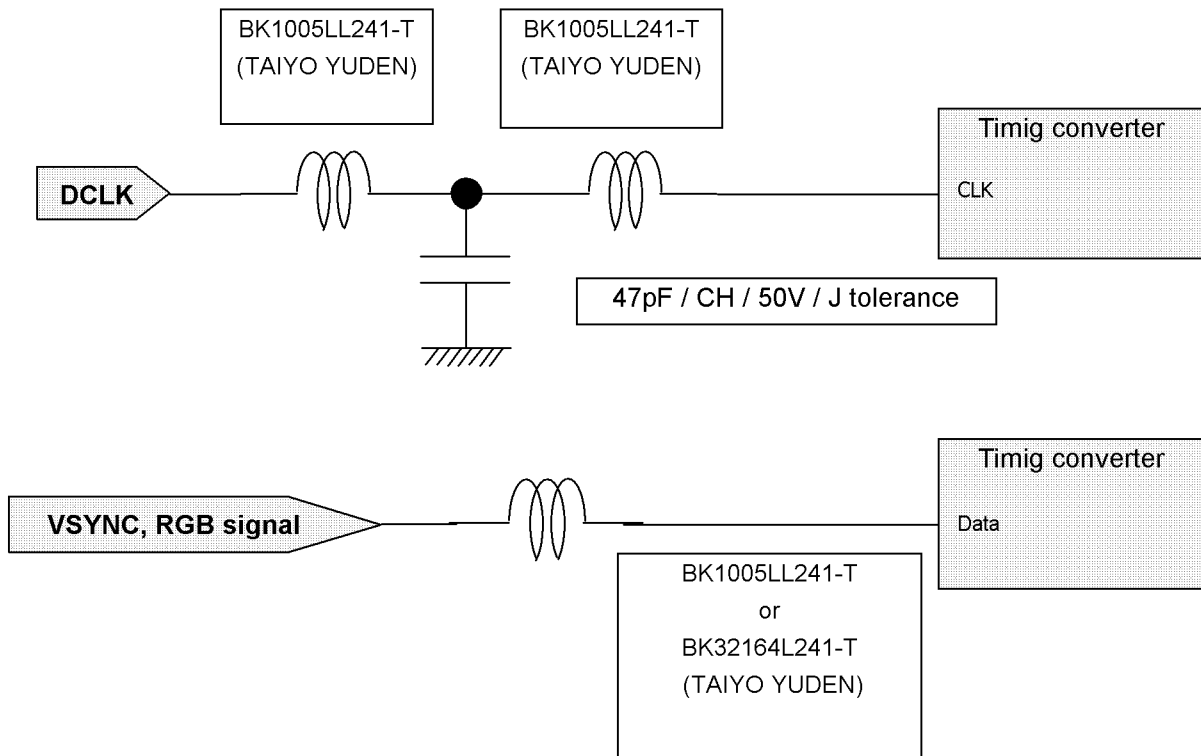 BK1005LL241-T
(TAIYO YUDEN)
BK1005LL241-T
(TAIYO YUDEN)
Timig converter
DCLK
CLK
47pF / CH / 50V / J tolerance
Timig converter
VSYNC, RGB signal
Data
BK1005LL241-T
or
BK32164L241-T
(TAIYO YUDEN)